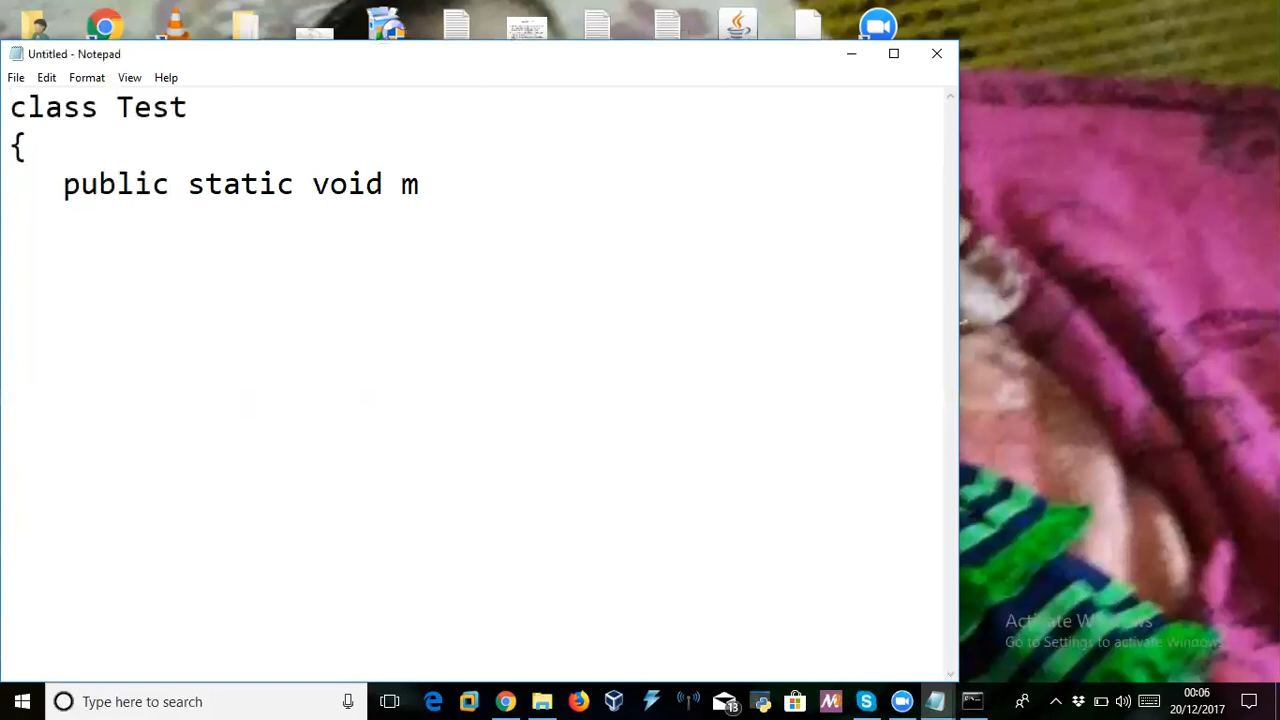 Untitled - Notepad
File Edit Format View Help
class Test
{
public static void m
Activate Windows
Go to Settings to activate Windows.
Type here to search
13
00:06
20/12/2017